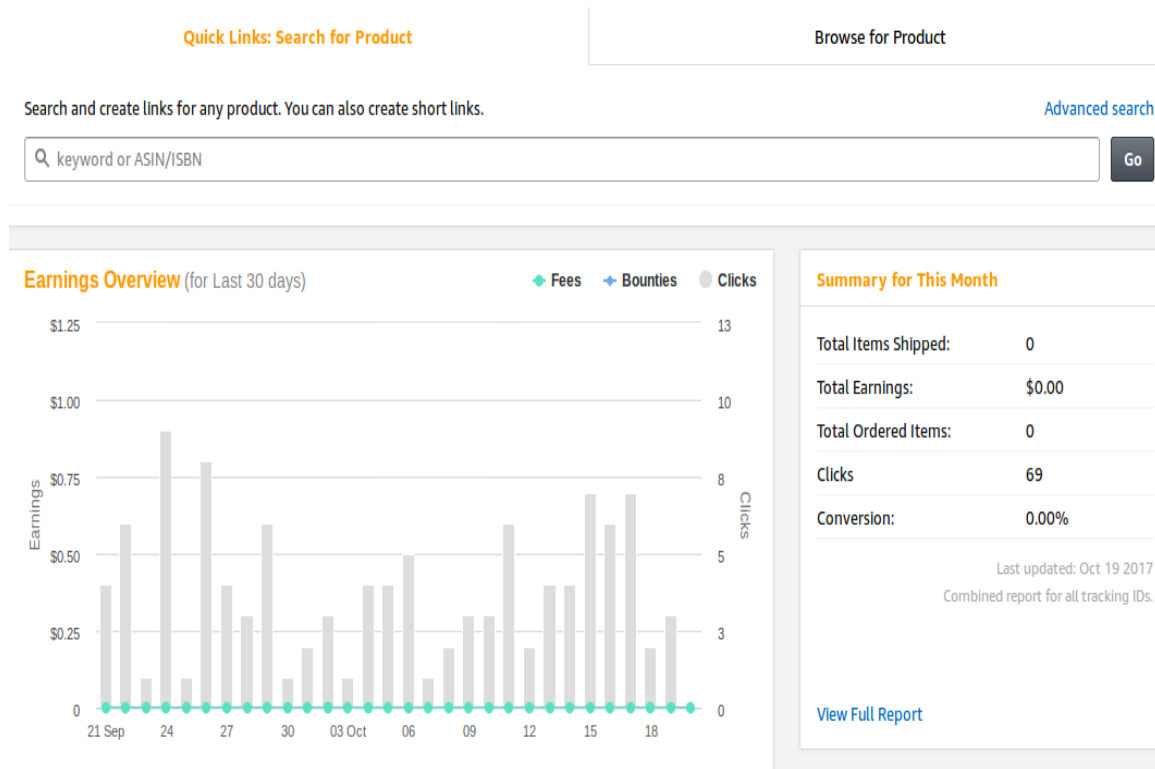 Quick Links: Search for Product
Browse for Product
Search and create links for any product. You can also create short links.
Advanced search
keyword or ASIN/ISBN
Go
Earnings Overview (for Last 30 days)
Fees
Bounties
Clicks
$1.25
$1.00
$0.75
$0.50
$0.25
0
Earnings
13
10
8
5
3
0
Clicks
21 Sep 24 27 30 03 Oct 06 09 12 15 18
Summary for This Month
Total Items Shipped: 0
Total Earnings: $0.00
Total Ordered Items: 0
Clicks 69
Conversion: 0.00%
Last updated: Oct 19 2017
Combined report for all tracking IDs.
View Full Report